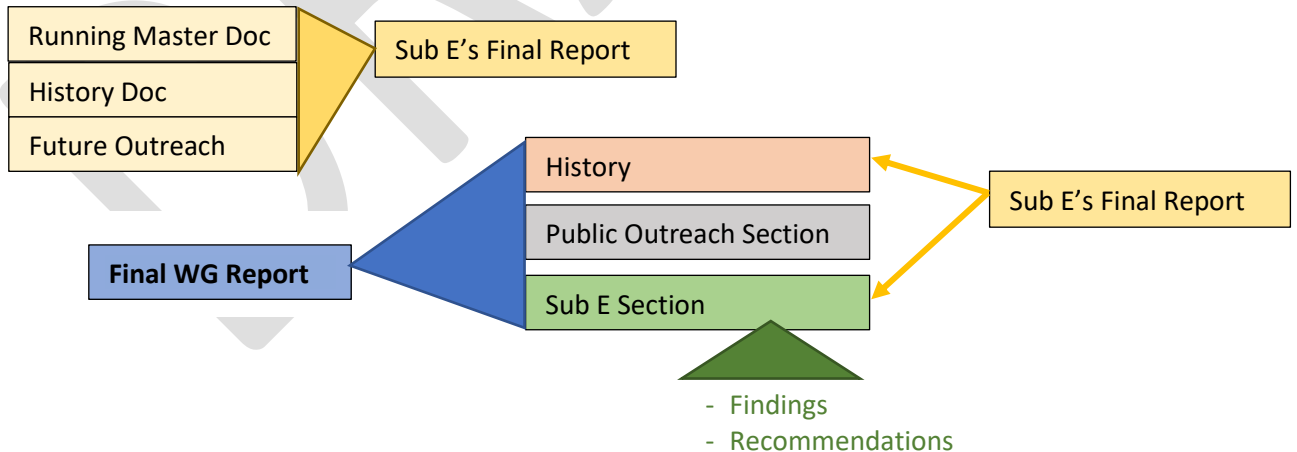 Running Master Doc
History Doc
Future Outreach
Sub E’s Final Report
History
Public Outreach Section
Sub E Section
Final WG Report
Sub E’s Final Report
- Findings
- Recommendations